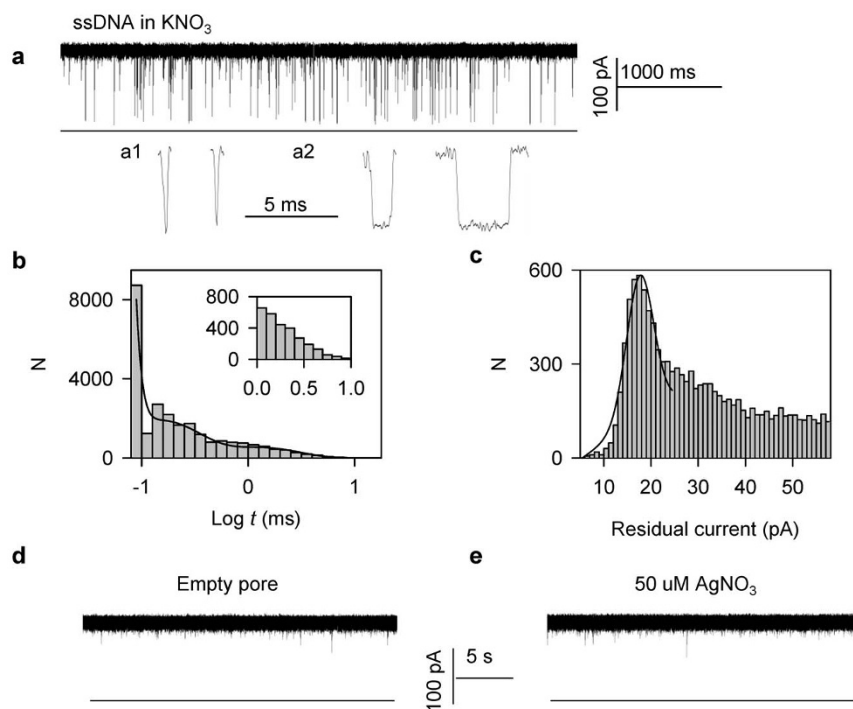 ssDNA in KNO₃
a
100 pA
1000 ms
a1
a2
5 ms
b
N
8000
4000
0
-1
0
1
Log t (ms)
800
400
0
0.0
0.5
1.0
c
N
600
300
0
10
20
30
40
50
Residual current (pA)
d
Empty pore
100 pA
5 s
e
50 uM AgNO₃